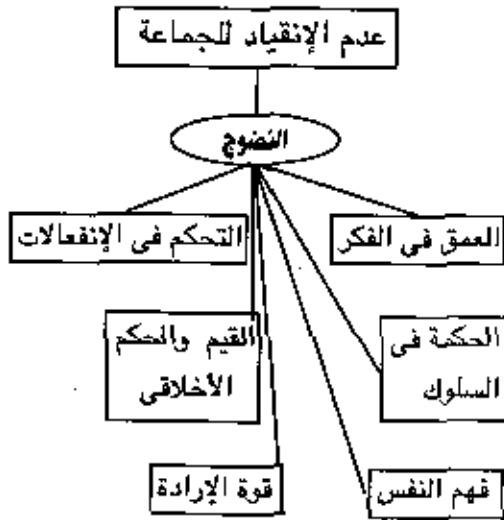 عدم الإنقياد للجماعة
النضوج
العمق فى الفكر
التحكم فى الإنفعالات
الحكمة فى
السلوك
القيم والحكم
الأخلاقى
فهم النفس
قوة الإرادة